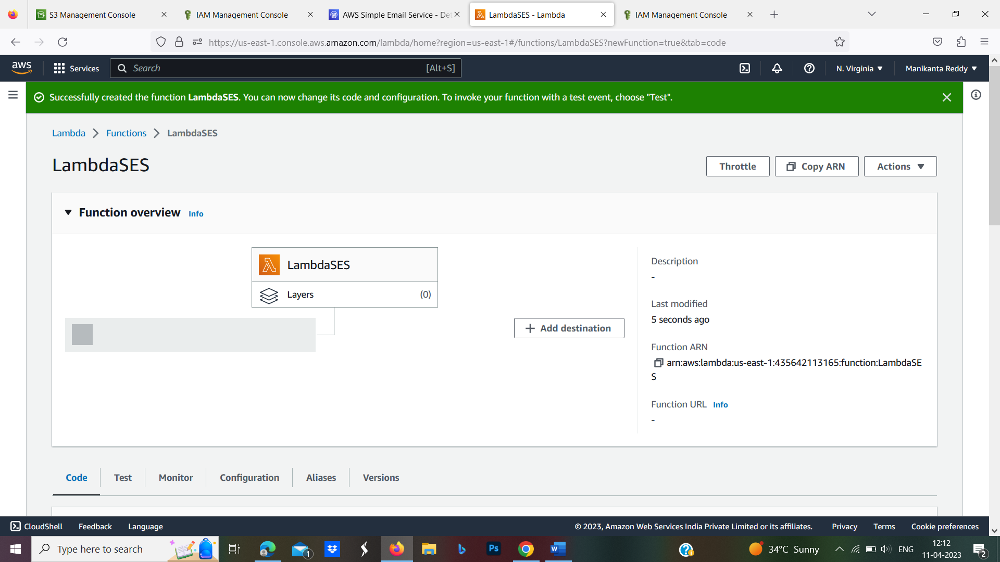 S3 Management Console
IAM Management Console
AWS Simple Email Service - Det
LambdaSES - Lambda
IAM Management Console
https://us-east-1.console.aws.amazon.com/lambda/home?region=us-east-1#/functions/LambdaSES?newFunction=true&tab=code
aws
Services
Search
[Alt+S]
N. Virginia
Manikanta Reddy
Successfully created the function LambdaSES. You can now change its code and configuration. To invoke your function with a test event, choose "Test".
Lambda
Functions
LambdaSES
LambdaSES
Throttle
Copy ARN
Actions
Function overview Info
LambdaSES
Layers (0)
Add destination
Description
-
Last modified
5 seconds ago
Function ARN
arn:aws:lambda:us-east-1:435642113165:function:LambdaSE
S
Function URL Info
-
Code
Test
Monitor
Configuration
Aliases
Versions
CloudShell
Feedback
Language
© 2023, Amazon Web Services India Private Limited or its affiliates.
Privacy
Terms
Cookie preferences
Type here to search
1
Ps
W
34°C Sunny
ENG
12:12
11-04-2023
2